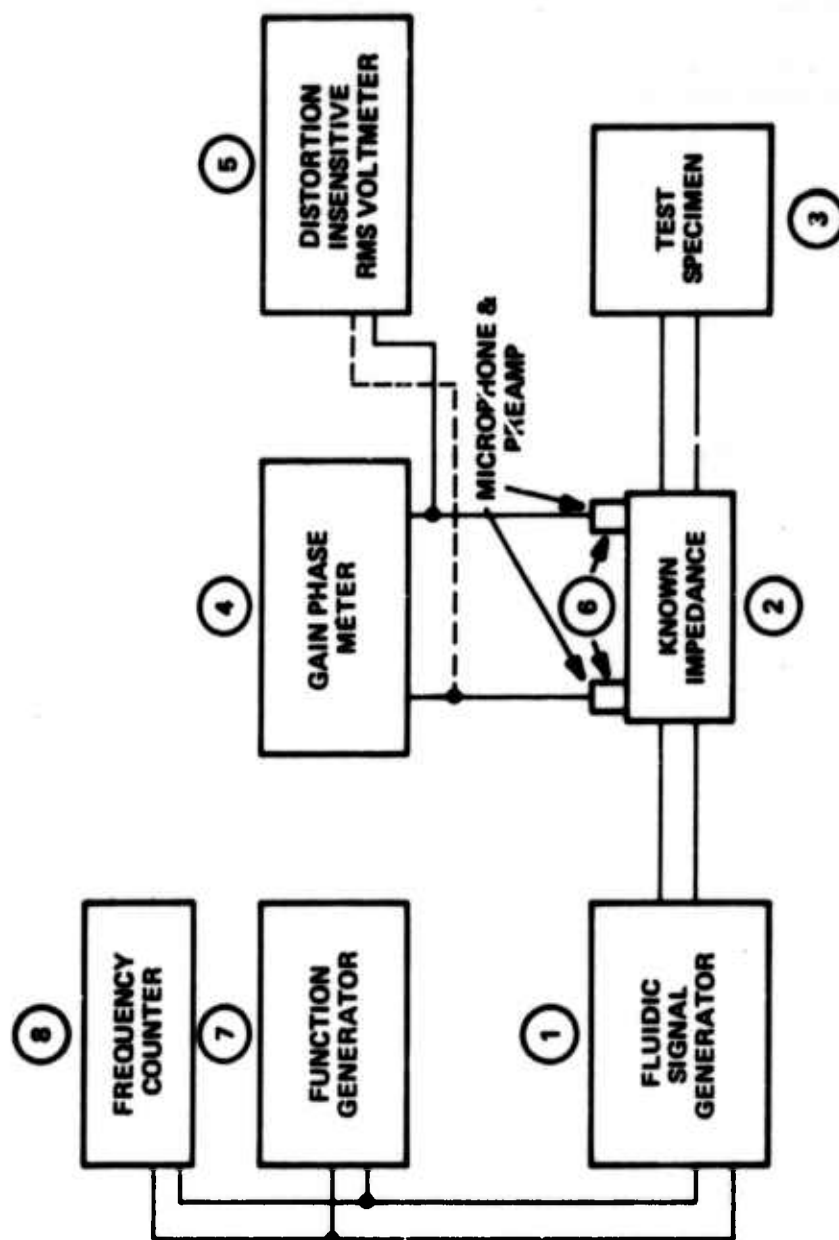 8
FREQUENCY
COUNTER
7
FUNCTION
GENERATOR
1
FLUIDIC
SIGNAL
GENERATOR
4
GAIN PHASE
METER
5
DISTORTION
INSENSITIVE
RMS VOLTMETER
MICROPHONE &
PREAMP
6
KNOWN
IMPEDANCE
2
TEST
SPECIMEN
3